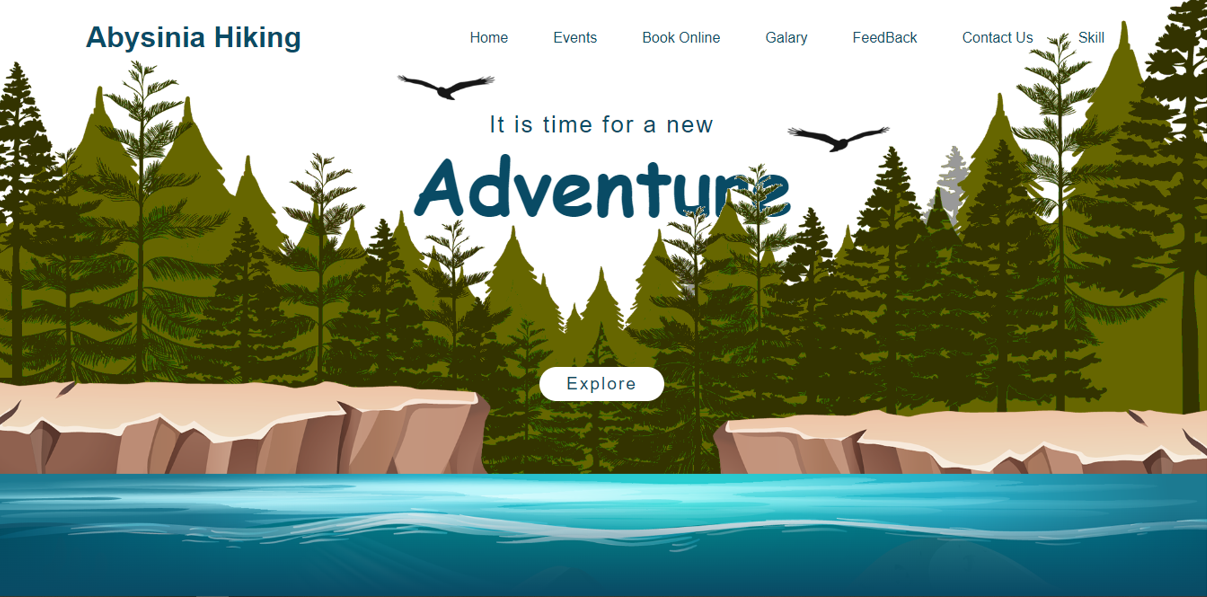 Abysinia Hiking
Home Events Book Online Galary FeedBack Contact Us Skill
It is time for a new
Adventure
Explore